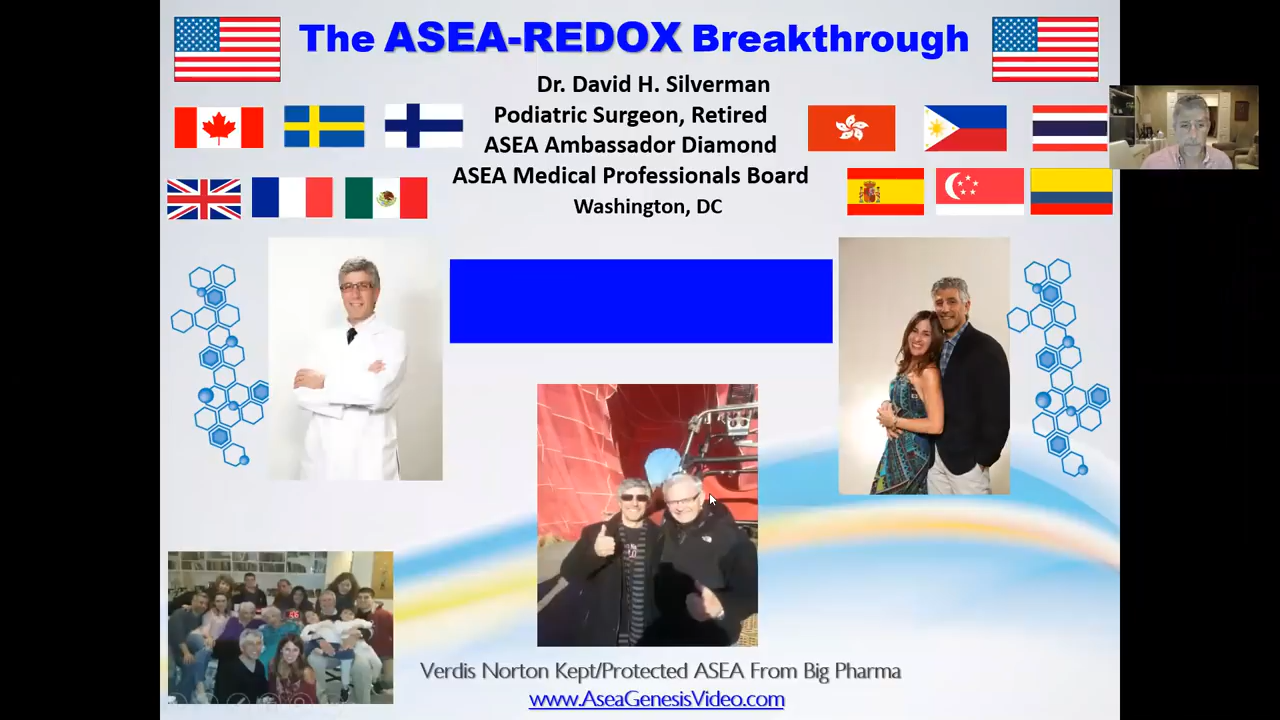 The ASEA-REDOX Breakthrough
Dr. David H. Silverman
Podiatric Surgeon, Retired
ASEA Ambassador Diamond
ASEA Medical Professionals Board
Washington, DC
Verdis Norton Kept/Protected ASEA From Big Pharma
www.AseaGenesisVideo.com